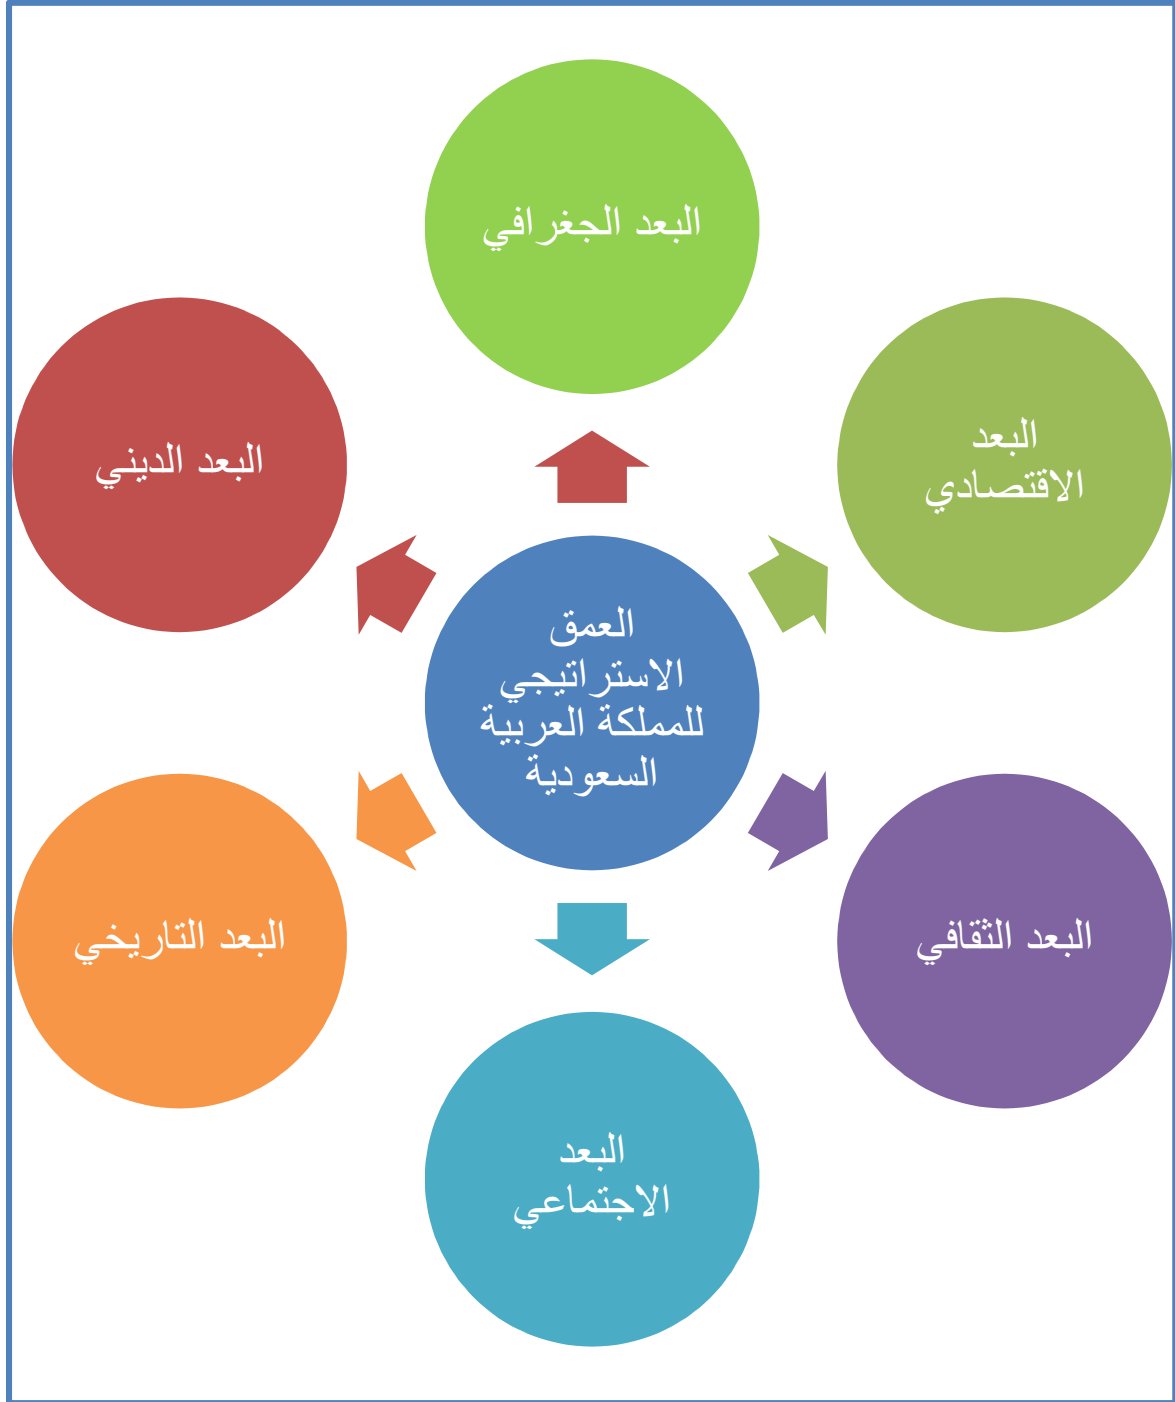 البعد الجغرافي
البعد
الاقتصادي
البعد الديني
العمق
الاستراتيجي
للمملكة العربية
السعودية
البعد الثقافي
البعد التاريخي
البعد
الاجتماعي